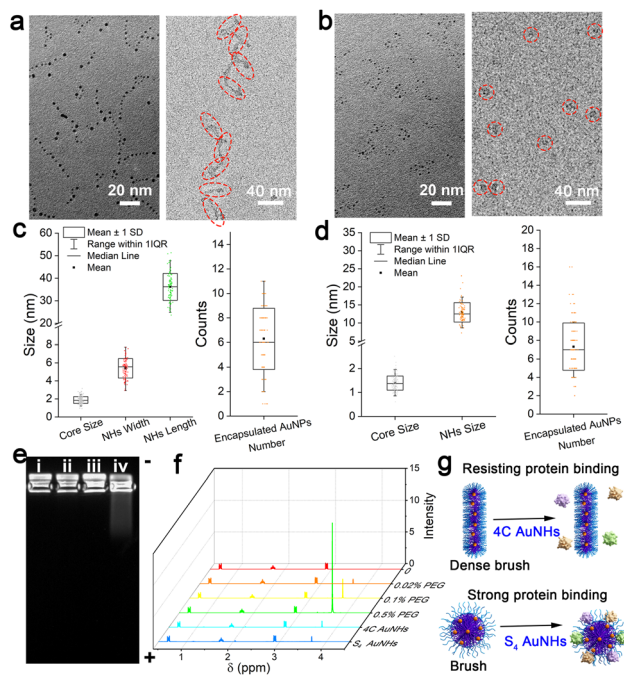 a
20 nm
40 nm
b
20 nm
40 nm
c
Size (nm)
60
50
40
30
20
8
6
4
2
0
Mean ± 1 SD
Range within 1IQR
Median Line
Mean
Core Size
NHs Width
NHs Length
Counts
14
12
10
8
6
4
2
0
Encapsulated AuNPs
Number
d
Size (nm)
35
30
25
20
15
10
5
2
1
0
Mean ± 1 SD
Range within 1IQR
Median Line
Mean
Core Size
NHs Size
Counts
20
18
16
14
12
10
8
6
4
2
0
Encapsulated AuNPs
Number
e
i ii iii iv
-
+
f
15
10
5
0
Intensity
0
0.02% PEG
0.1% PEG
0.5% PEG
4C AuNHs
S4 AuNHs
1 2 3 4
δ (ppm)
g
Resisting protein binding
4C AuNHs
Dense brush
Strong protein binding
S4 AuNHs
Brush